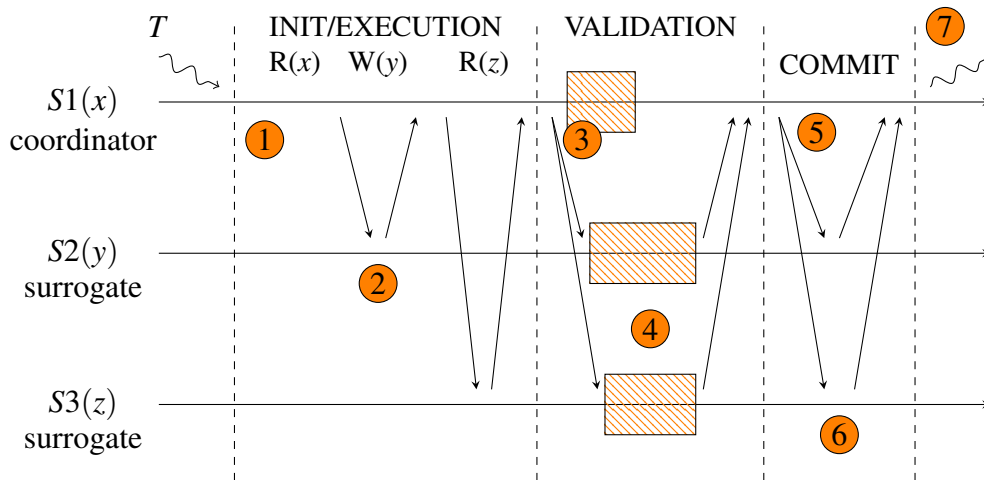 T INIT/EXECUTION VALIDATION 7
R(x) W(y) R(z) COMMIT
S1(x)
coordinator 1 3 5
S2(y)
surrogate 2
4
S3(z)
surrogate 6